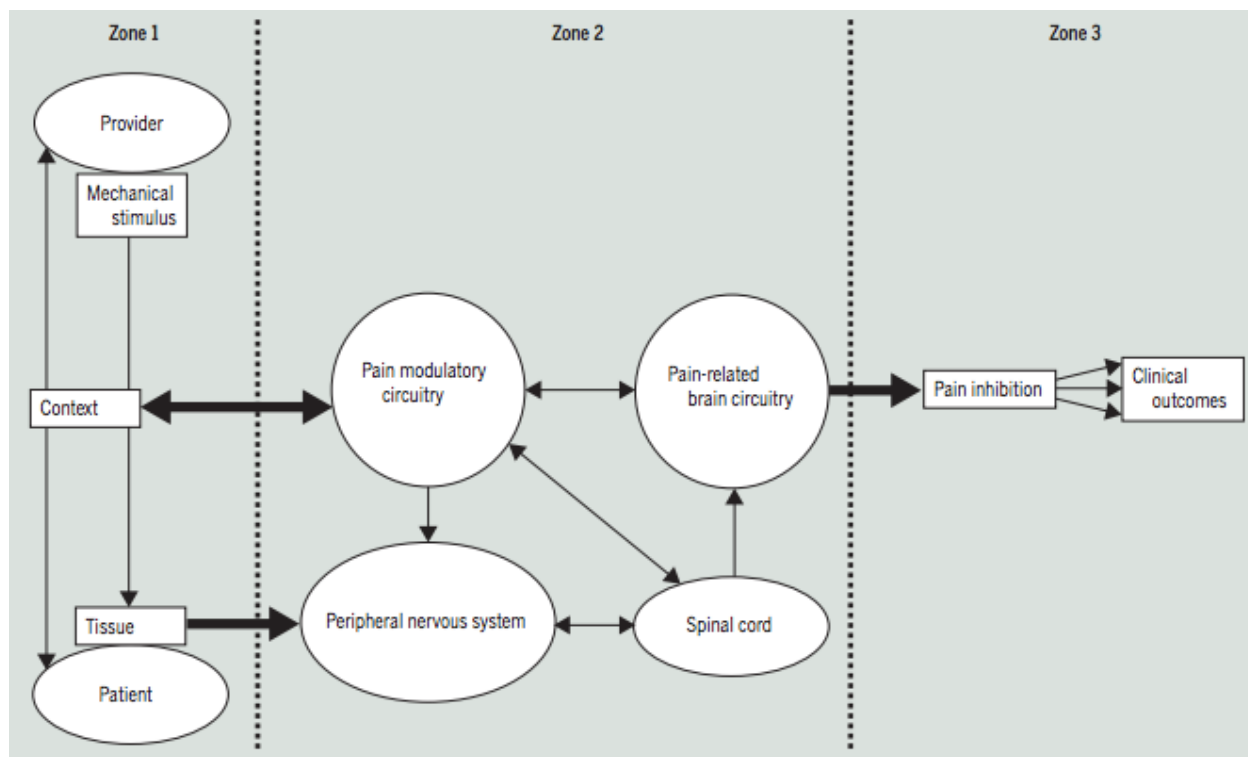 Zone 1
Zone 2
Zone 3
Provider
Mechanical
stimulus
Context
Tissue
Patient
Pain modulatory
circuitry
Pain-related
brain circuitry
Peripheral nervous system
Spinal cord
Pain inhibition
Clinical
outcomes